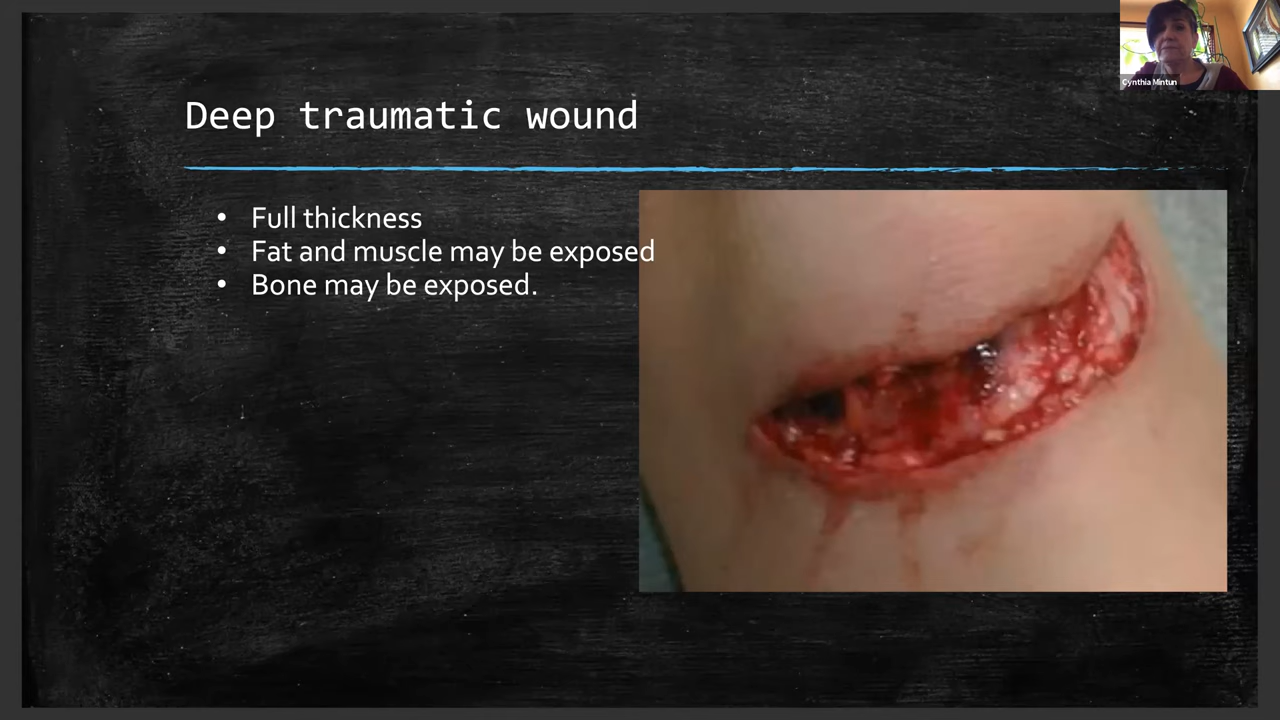 Cynthia Mintun
Deep traumatic wound
• Full thickness
• Fat and muscle may be exposed
• Bone may be exposed.